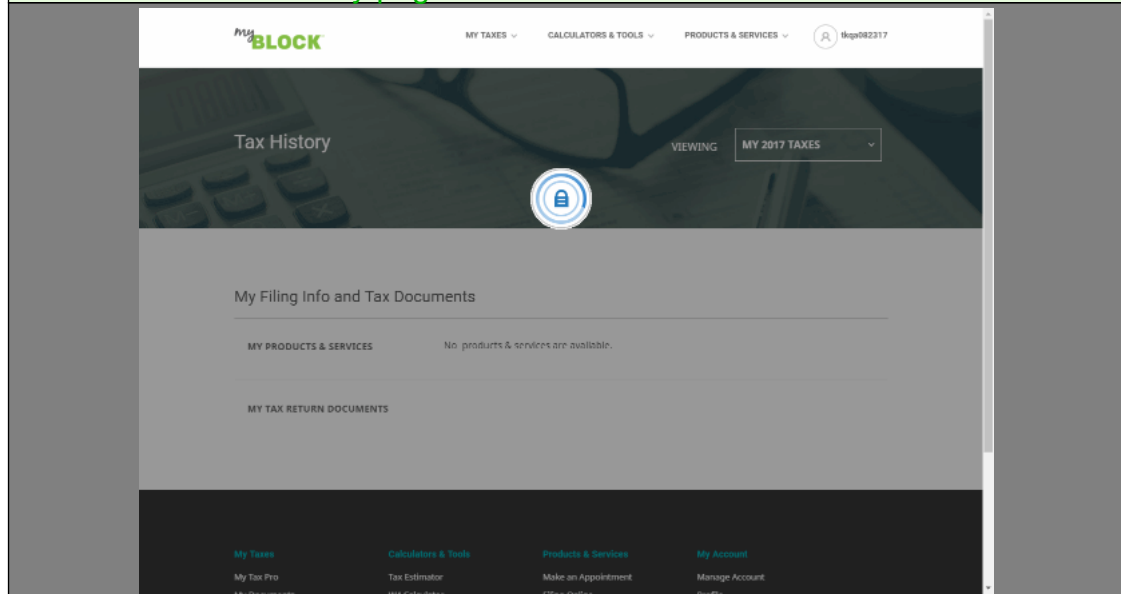 my BLOCK
MY TAXES CALCULATORS & TOOLS PRODUCTS & SERVICES tkqa082317
Tax History
VIEWING MY 2017 TAXES
My Filing Info and Tax Documents
MY PRODUCTS & SERVICES No products & services are available.
MY TAX RETURN DOCUMENTS
My Taxes Calculators & Tools Products & Services My Account
My Tax Pro Tax Estimator Make an Appointment Manage Account